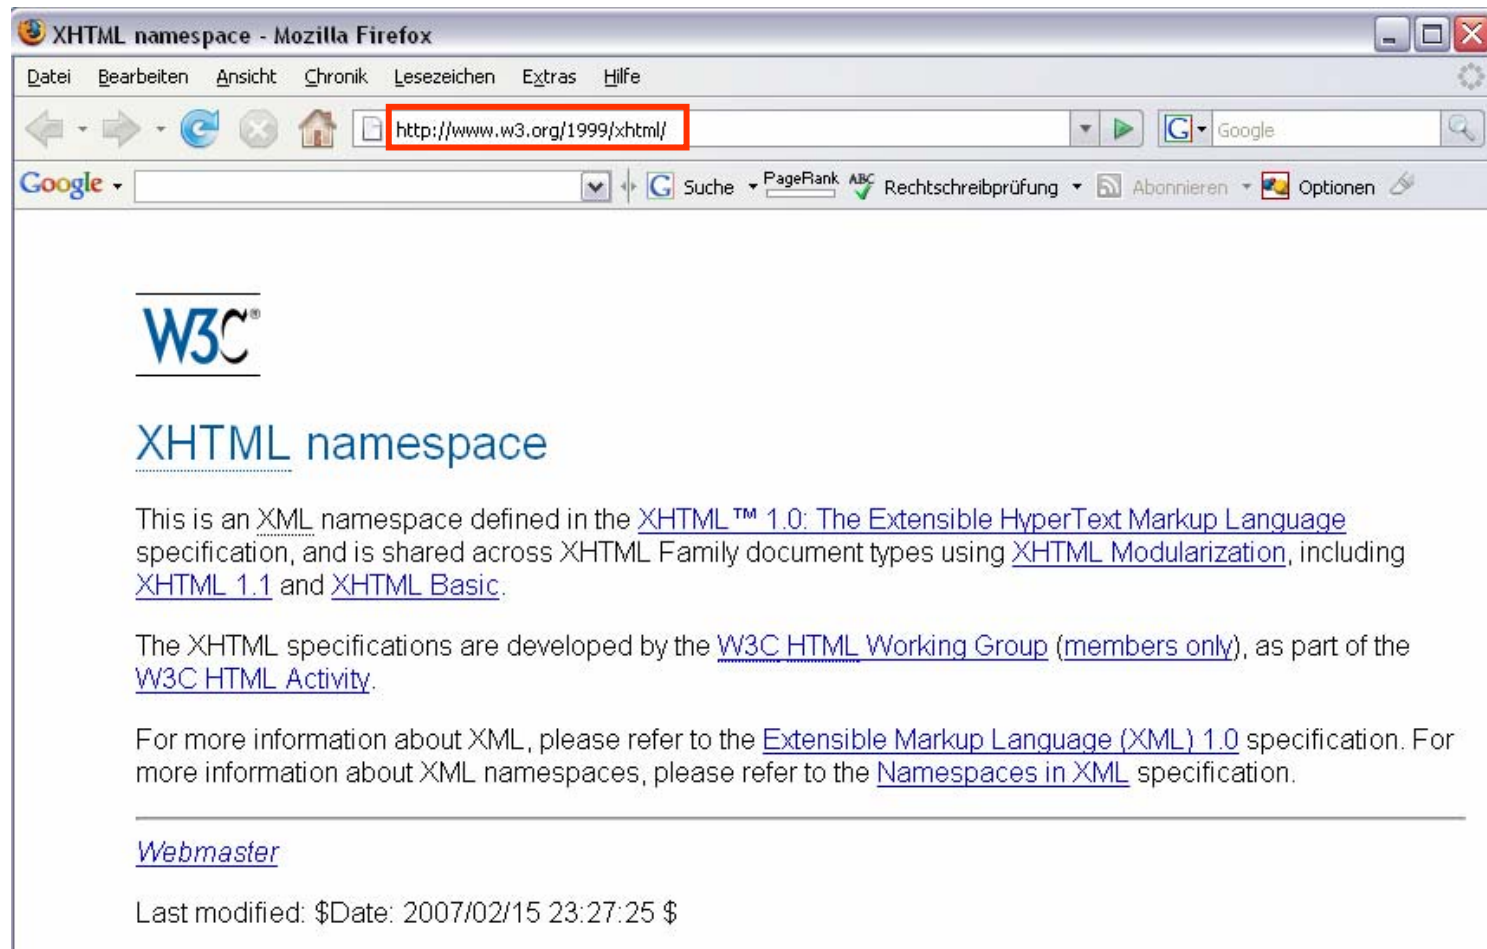 XHTML namespace - Mozilla Firefox
Datei Bearbeiten Ansicht Chronik Lesezeichen Extras Hilfe
http://www.w3.org/1999/xhtml/ G Google
Google G Suche PageRank ABC Rechtschreibprüfung Abonnieren Optionen
W3C®
XHTML namespace
This is an XML namespace defined in the XHTML™ 1.0: The Extensible HyperText Markup Language
specification, and is shared across XHTML Family document types using XHTML Modularization, including
XHTML 1.1 and XHTML Basic.
The XHTML specifications are developed by the W3C HTML Working Group (members only), as part of the
W3C HTML Activity.
For more information about XML, please refer to the Extensible Markup Language (XML) 1.0 specification. For
more information about XML namespaces, please refer to the Namespaces in XML specification.
Webmaster
Last modified: $Date: 2007/02/15 23:27:25 $